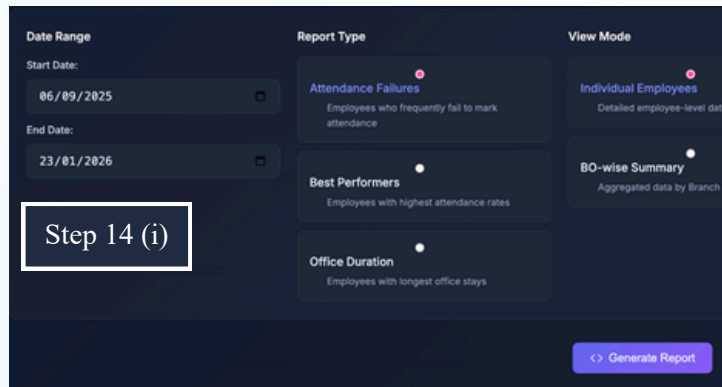 Date Range
Start Date:
06/09/2025
End Date:
23/01/2026
Step 14 (i)
Report Type
Attendance Failures
Employees who frequently fail to mark
attendance
Best Performers
Employees with highest attendance rates
Office Duration
Employees with longest office stays
View Mode
Individual Employees
Detailed employee-level dat
BO-wise Summary
Aggregated data by Branch
<> Generate Report